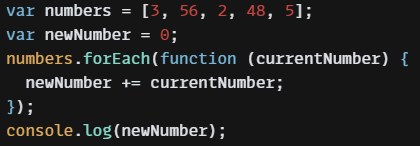 var numbers = [3, 56, 2, 48, 5];
var newNumber = 0;
numbers.forEach(function (currentNumber) {
  newNumber += currentNumber;
});
console.log(newNumber);